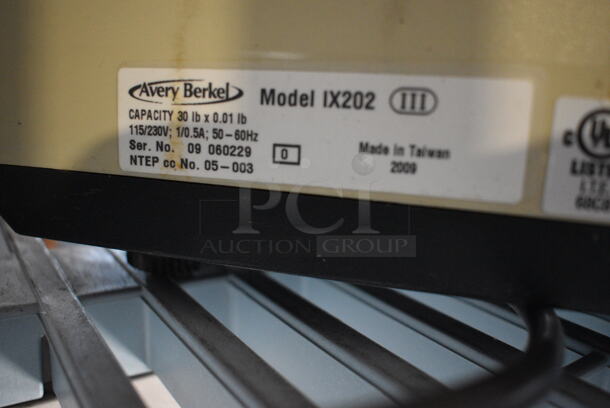 Avery Berkel
Model IX202 III
CAPACITY 30 lb x 0.01 lb
115/230V; 1/0.5A; 50-60Hz
Ser. No. 09 060229 0
NTEP cc No. 05-003
Made in Taiwan
2009
c UL
LISTE
PCI
AUCTION GROUP